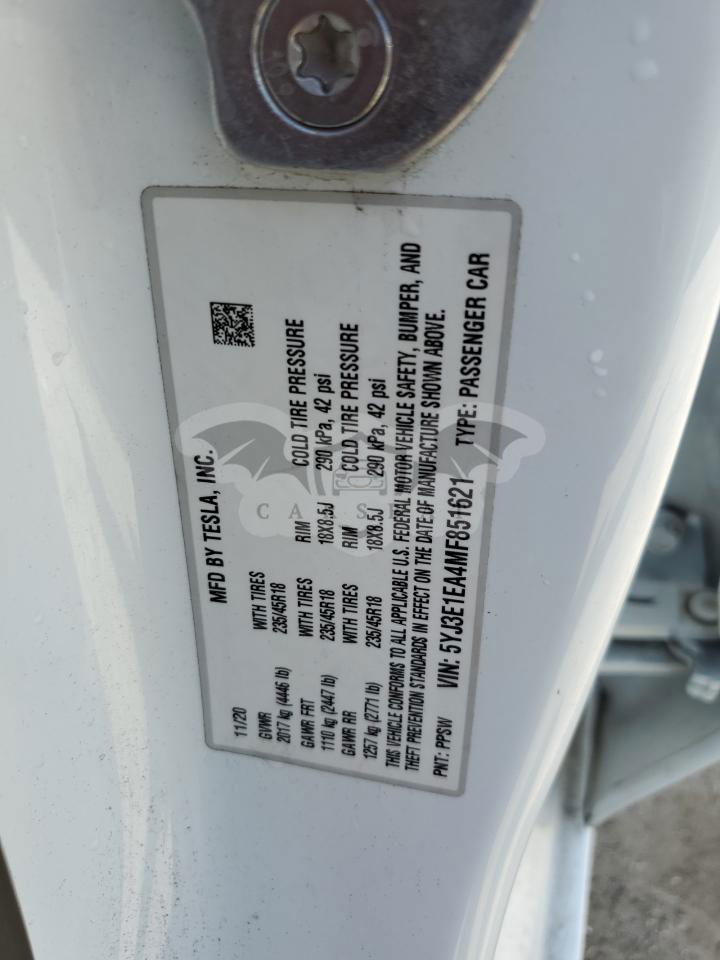 MFD BY TESLA, INC.
11/20
GVWR WITH TIRES RIM COLD TIRE PRESSURE
2017 kg (4446 lb) 235/45R18 18X8.5J 290 kPa, 42 psi
GAWR FRT WITH TIRES RIM COLD TIRE PRESSURE
1110 kg (2447 lb) 235/45R18 18X8.5J 290 kPa, 42 psi
GAWR RR WITH TIRES
1257 kg (2771 lb) 235/45R18
THIS VEHICLE CONFORMS TO ALL APPLICABLE U.S. FEDERAL MOTOR VEHICLE SAFETY, BUMPER, AND
THEFT PREVENTION STANDARDS IN EFFECT ON THE DATE OF MANUFACTURE SHOWN ABOVE.
PNT: PPSW VIN: 5YJ3E1EA4MF851621 TYPE: PASSENGER CAR